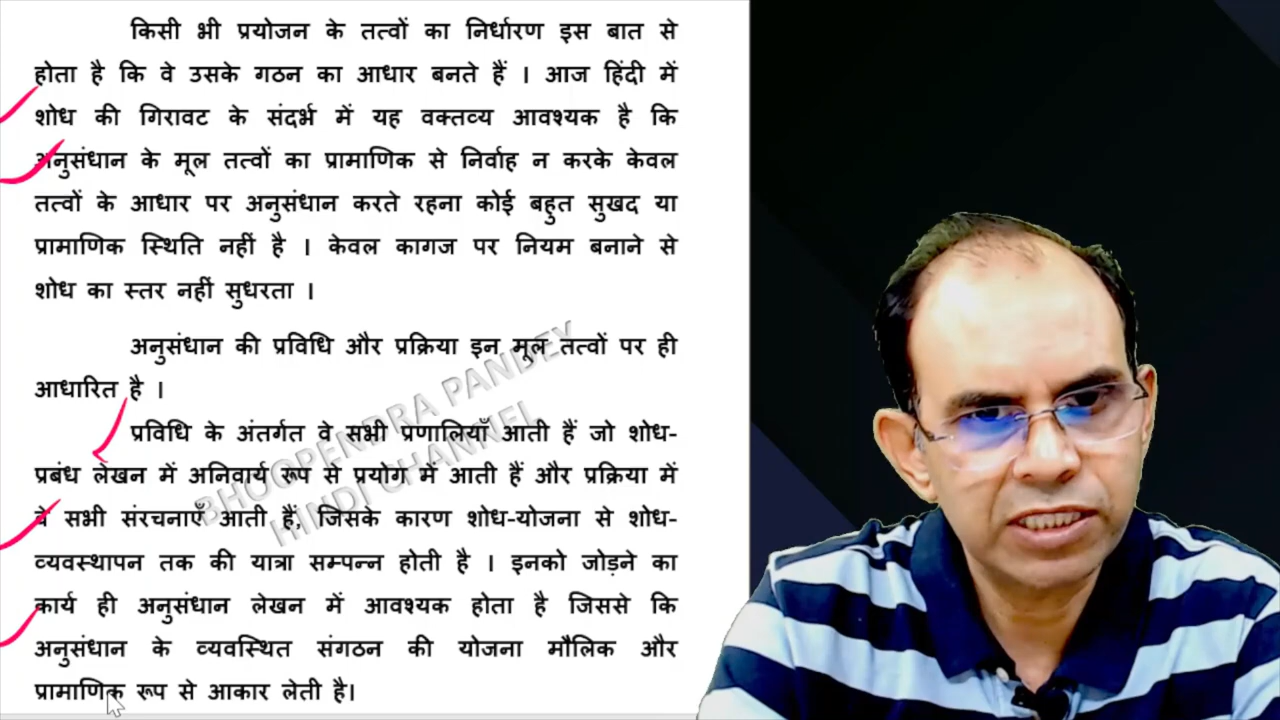 किसी भी प्रयोजन के तत्वों का निर्धारण इस बात से
होता है कि वे उसके गठन का आधार बनते हैं । आज हिंदी में
शोध की गिरावट के संदर्भ में यह वक्तव्य आवश्यक है कि
अनुसंधान के मूल तत्वों का प्रामाणिक से निर्वाह न करके केवल
तत्वों के आधार पर अनुसंधान करते रहना कोई बहुत सुखद या
प्रामाणिक स्थिति नहीं है । केवल कागज पर नियम बनाने से
शोध का स्तर नहीं सुधरता ।
अनुसंधान की प्रविधि और प्रक्रिया इन मूल तत्वों पर ही
आधारित है ।
प्रविधि के अंतर्गत वे सभी प्रणालियाँ आती हैं जो शोध-
प्रबंध लेखन में अनिवार्य रूप से प्रयोग में आती हैं और प्रक्रिया में
वे सभी संरचनाएँ आती हैं, जिसके कारण शोध-योजना से शोध-
व्यवस्थापन तक की यात्रा सम्पन्न होती है । इनको जोड़ने का
कार्य ही अनुसंधान लेखन में आवश्यक होता है जिससे कि
अनुसंधान के व्यवस्थित संगठन की योजना मौलिक और
प्रामाणिक रूप से आकार लेती है।
BHOOPENDRA PANDEY
HINDI CHANNEL